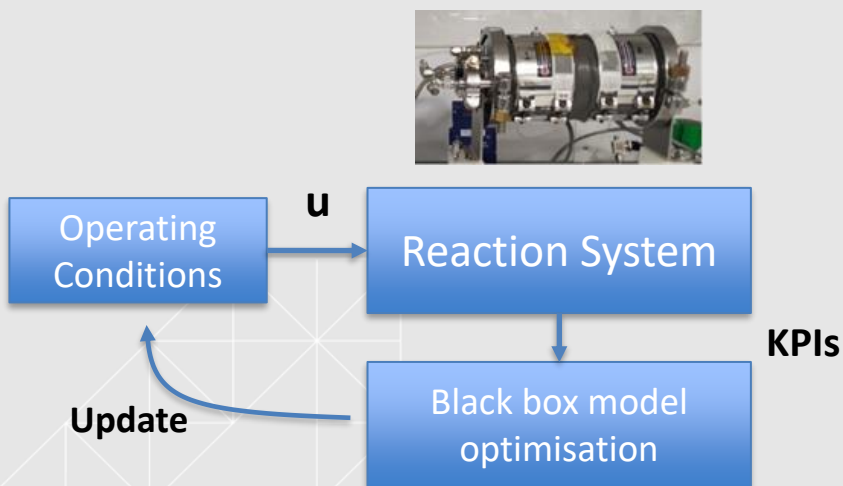 u
Operating
Conditions
Reaction System
KPIs
Update
Black box model
optimisation